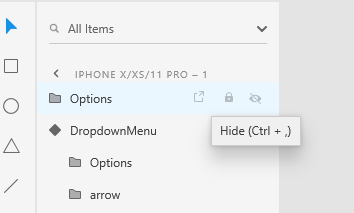 All Items
IPHONE X/XS/11 PRO – 1
Options
DropdownMenu
Hide (Ctrl + ,)
Options
arrow